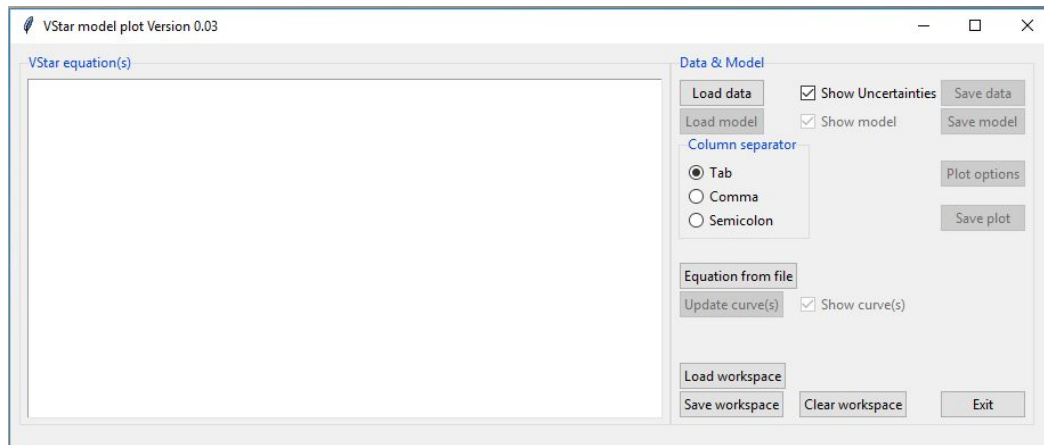 VStar model plot Version 0.03
VStar equation(s)
Data & Model
Load data
Show Uncertainties
Save data
Load model
Show model
Save model
Column separator
Tab
Plot options
Comma
Semicolon
Save plot
Equation from file
Update curve(s)
Show curve(s)
Load workspace
Save workspace
Clear workspace
Exit